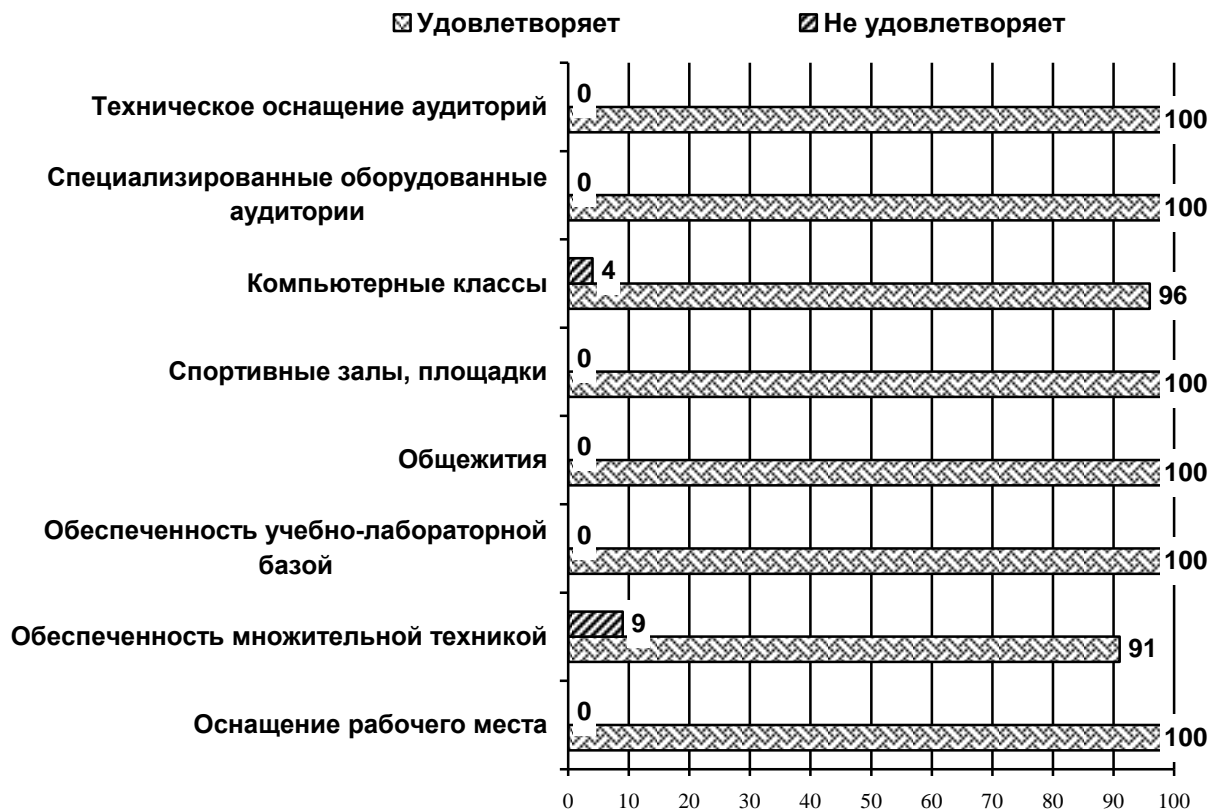 Удовлетворяет Не удовлетворяет
Техническое оснащение аудиторий
0
100
Специализированные оборудованные
аудитории
0
100
Компьютерные классы
4
96
Спортивные залы, площадки
0
100
Общежития
0
100
Обеспеченность учебно-лабораторной
базой
0
100
Обеспеченность множительной техникой
9
91
Оснащение рабочего места
0
100
0 10 20 30 40 50 60 70 80 90 100